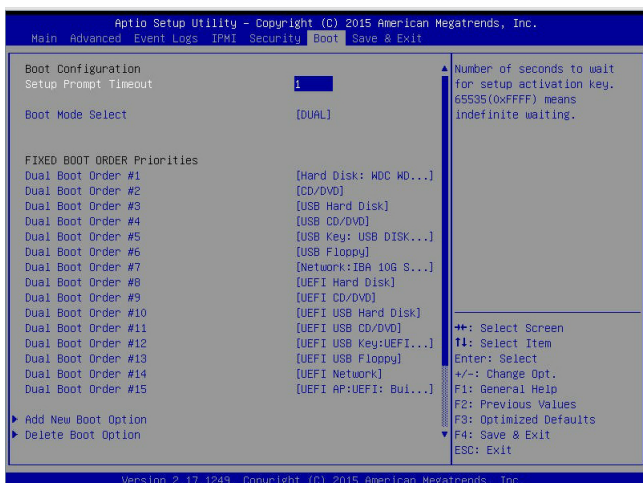 Aptio Setup Utility – Copyright (C) 2015 American Megatrends, Inc.
Main Advanced Event Logs IPMI Security Boot Save & Exit
Boot Configuration
Setup Prompt Timeout 1
Boot Mode Select [DUAL]
FIXED BOOT ORDER Priorities
Dual Boot Order #1 [Hard Disk: WDC WD...]
Dual Boot Order #2 [CD/DVD]
Dual Boot Order #3 [USB Hard Disk]
Dual Boot Order #4 [USB CD/DVD]
Dual Boot Order #5 [USB Key: USB DISK...]
Dual Boot Order #6 [USB Floppy]
Dual Boot Order #7 [Network:IBA 10G S...]
Dual Boot Order #8 [UEFI Hard Disk]
Dual Boot Order #9 [UEFI CD/DVD]
Dual Boot Order #10 [UEFI USB Hard Disk]
Dual Boot Order #11 [UEFI USB CD/DVD]
Dual Boot Order #12 [UEFI USB Key:UEFI...]
Dual Boot Order #13 [UEFI USB Floppy]
Dual Boot Order #14 [UEFI Network]
Dual Boot Order #15 [UEFI AP:UEFI: Bui...]
Add New Boot Option
Delete Boot Option
Number of seconds to wait
for setup activation key.
65535(0xFFFF) means
indefinite waiting.
→←: Select Screen
↑↓: Select Item
Enter: Select
+/-: Change Opt.
F1: General Help
F2: Previous Values
F3: Optimized Defaults
F4: Save & Exit
ESC: Exit
Version 2.17.1249. Copyright (C) 2015 American Megatrends, Inc.